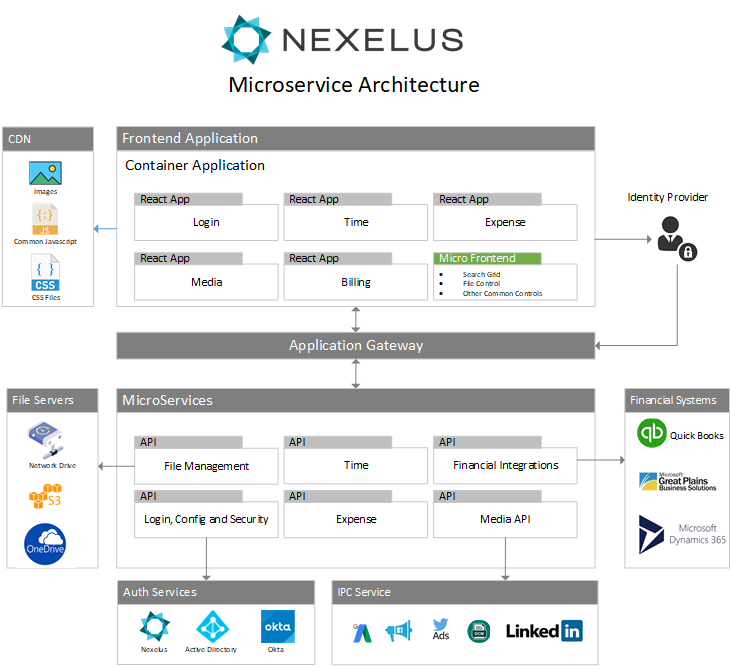 NEXELUS
Microservice Architecture
CDN
Images
JS
Common Javascript
CSS
CSS Files
Frontend Application
Container Application
React App
Login
React App
Time
React App
Expense
React App
Media
React App
Billing
Micro Frontend
Search Grid
File Control
Other Common Controls
Identity Provider
Application Gateway
File Servers
Network Drive
S3
OneDrive
MicroServices
API
File Management
API
Time
API
Financial Integrations
API
Login, Config and Security
API
Expense
API
Media API
Financial Systems
qb
Quick Books
Microsoft
Great Plains
Business Solutions
Microsoft
Dynamics 365
Auth Services
Nexelus
Active Directory
okta
Okta
IPC Service
Ads
DCM
Linked in